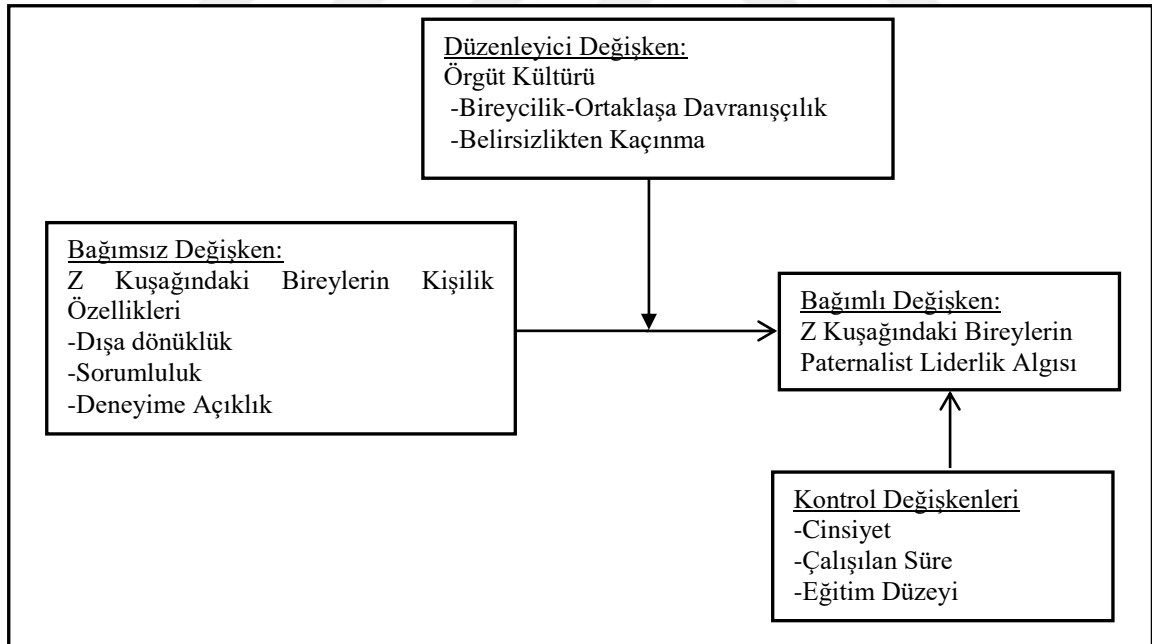 Düzenleyici Değişken:
Örgüt Kültürü
-Bireycilik-Ortaklaşa Davranışçılık
-Belirsizlikten Kaçınma
Bağımsız Değişken:
Z Kuşağındaki Bireylerin Kişilik
Özellikleri
-Dışa dönüklük
-Sorumluluk
-Deneyime Açıklık
Bağımlı Değişken:
Z Kuşağındaki Bireylerin
Paternalist Liderlik Algısı
Kontrol Değişkenleri
-Cinsiyet
-Çalışılan Süre
-Eğitim Düzeyi